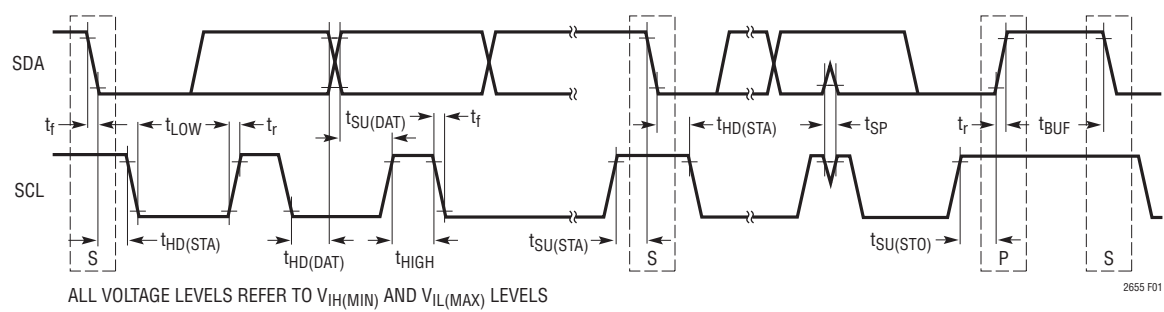 SDA
t_f
t_LOW
t_r
t_SU(DAT)
t_f
t_HD(STA)
t_SP
t_r
t_BUF
SCL
t_HD(STA)
t_HD(DAT)
t_HIGH
t_SU(STA)
t_SU(STO)
S
S
P
S
ALL VOLTAGE LEVELS REFER TO V_IH(MIN) AND V_IL(MAX) LEVELS
2655 F01